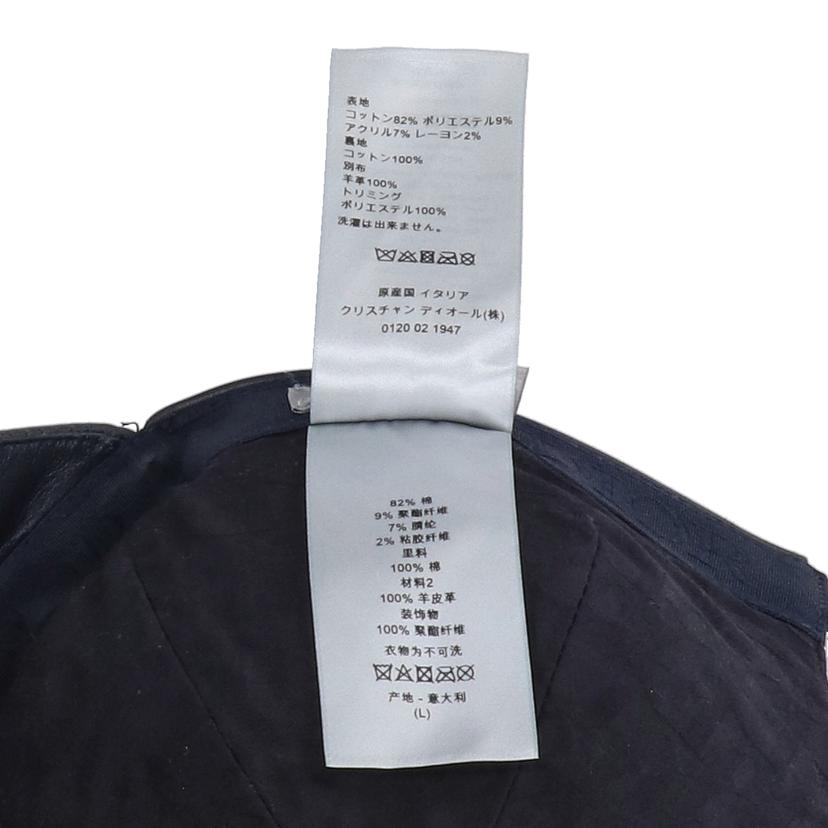 表地
コットン82% ポリエステル9%
アクリル7% レーヨン2%
裏地
コットン100%
別布
羊革100%
トリミング
ポリエステル100%
洗濯は出来ません。
原産国 イタリア
クリスチャン ディオール(株)
0120 02 1947
82% 棉
9% 聚酯纤维
7% 腈纶
2% 粘胶纤维
里料
100% 棉
材料2
100% 羊皮革
装饰物
100% 聚酯纤维
衣物为不可洗
产地 - 意大利
(L)